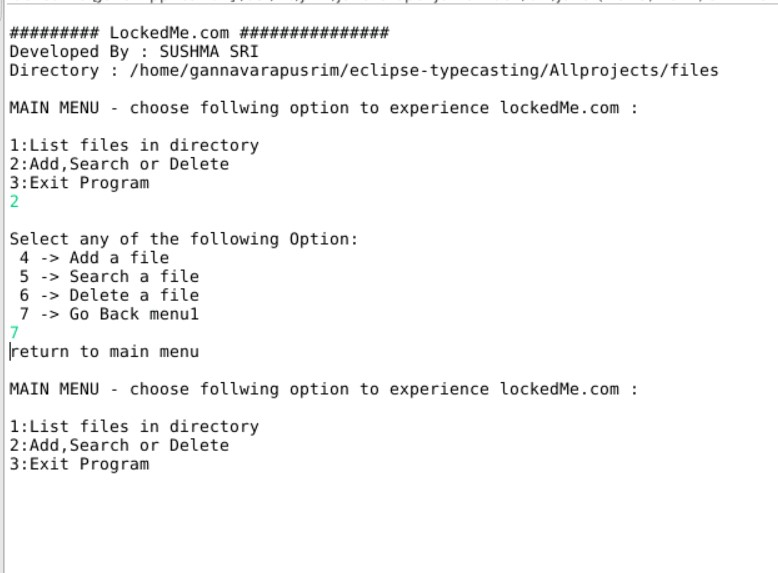 ######### LockedMe.com ###############
Developed By : SUSHMA SRI
Directory : /home/gannavarapusrim/eclipse-typecasting/Allprojects/files
MAIN MENU - choose follwing option to experience lockedMe.com :
1:List files in directory
2:Add,Search or Delete
3:Exit Program
2
Select any of the following Option:
4 -> Add a file
5 -> Search a file
6 -> Delete a file
7 -> Go Back menu1
7
return to main menu
MAIN MENU - choose follwing option to experience lockedMe.com :
1:List files in directory
2:Add,Search or Delete
3:Exit Program